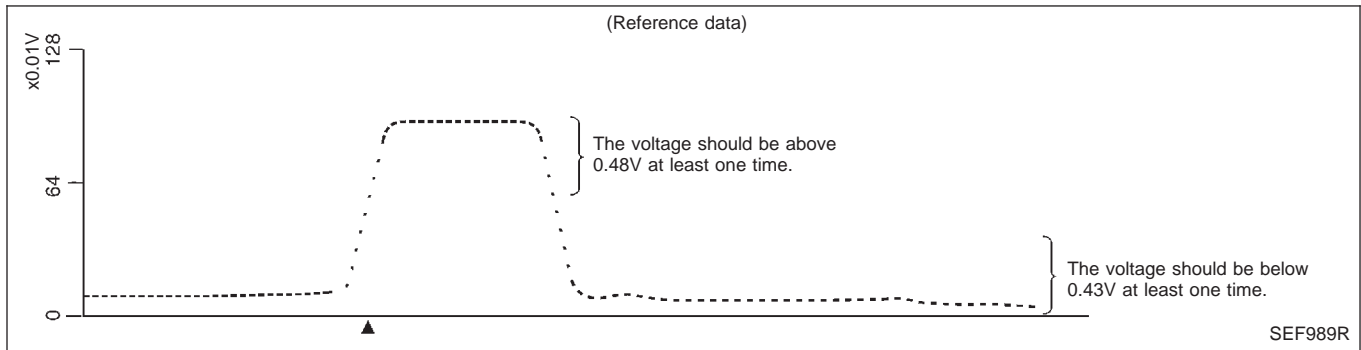 (Reference data)
x0.01V
128
64
0
The voltage should be above
0.48V at least one time.
The voltage should be below
0.43V at least one time.
SEF989R